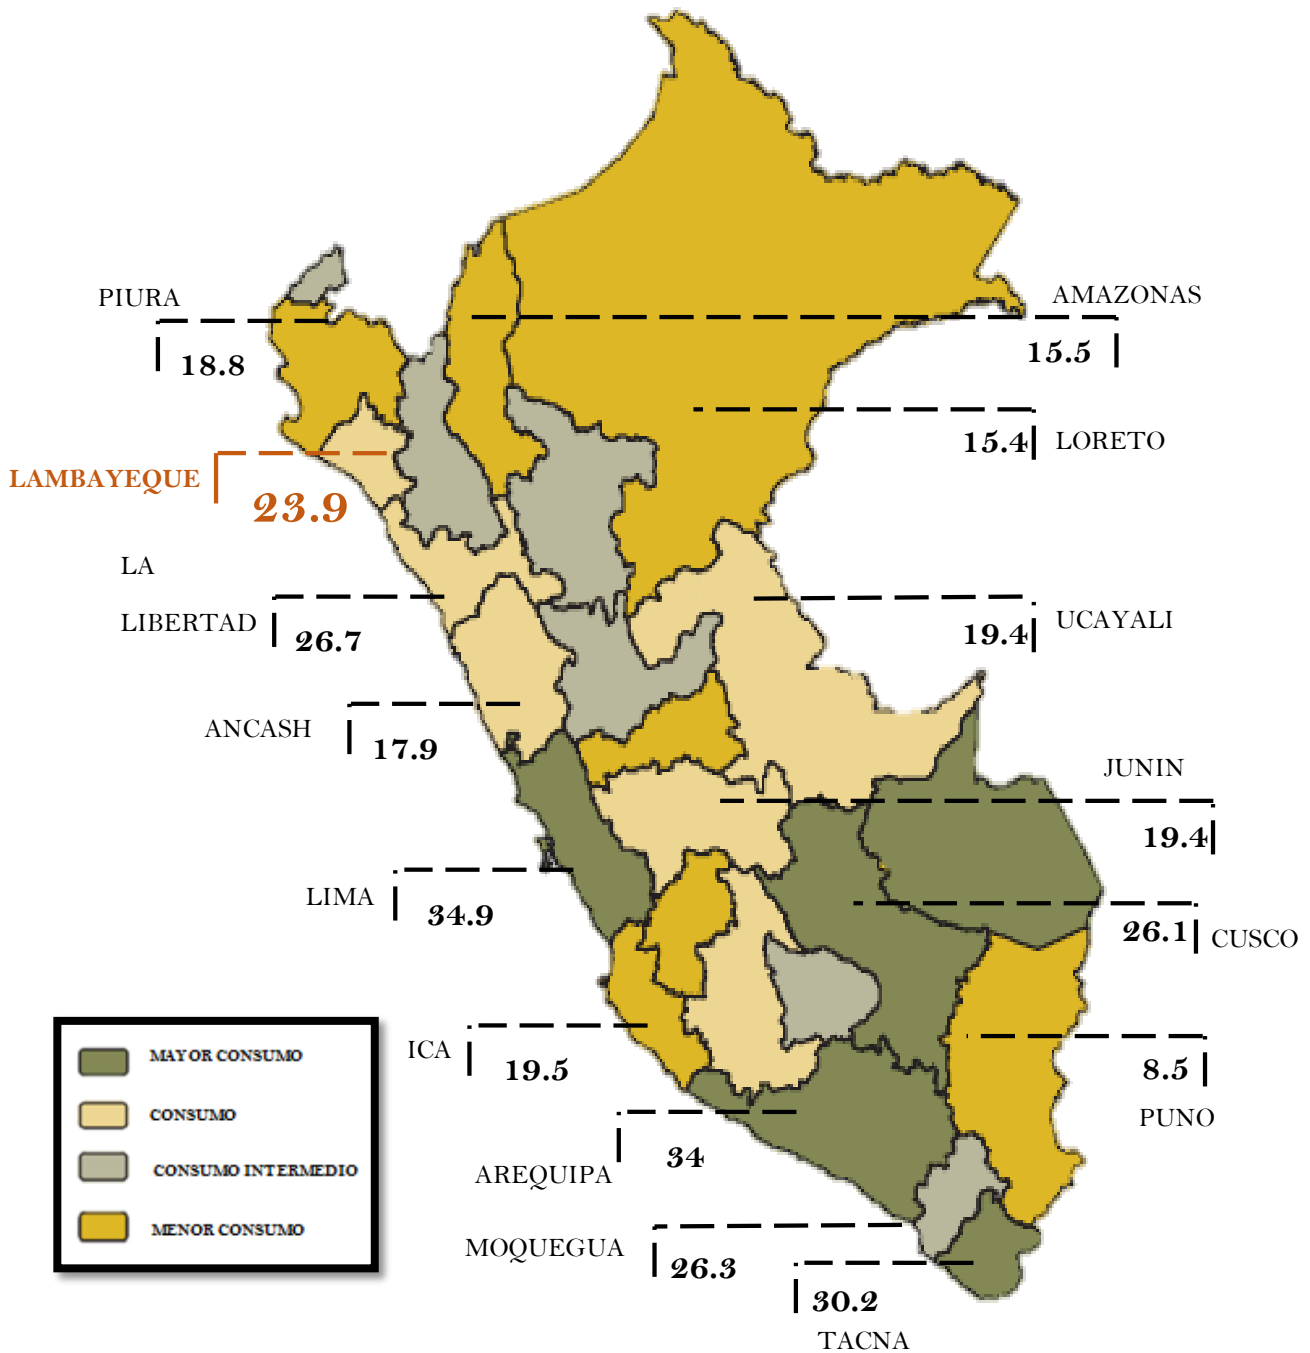 PIURA
18.8
AMAZONAS
15.5
15.4
LORETO
LAMBAYEQUE
23.9
LA
LIBERTAD
26.7
19.4
UCAYALI
ANCASH
17.9
JUNIN
19.4
LIMA
34.9
26.1
CUSCO
ICA
19.5
8.5
PUNO
AREQUIPA
34
MOQUEGUA
26.3
30.2
TACNA
MAYOR CONSUMO
CONSUMO
CONSUMO INTERMEDIO
MENOR CONSUMO